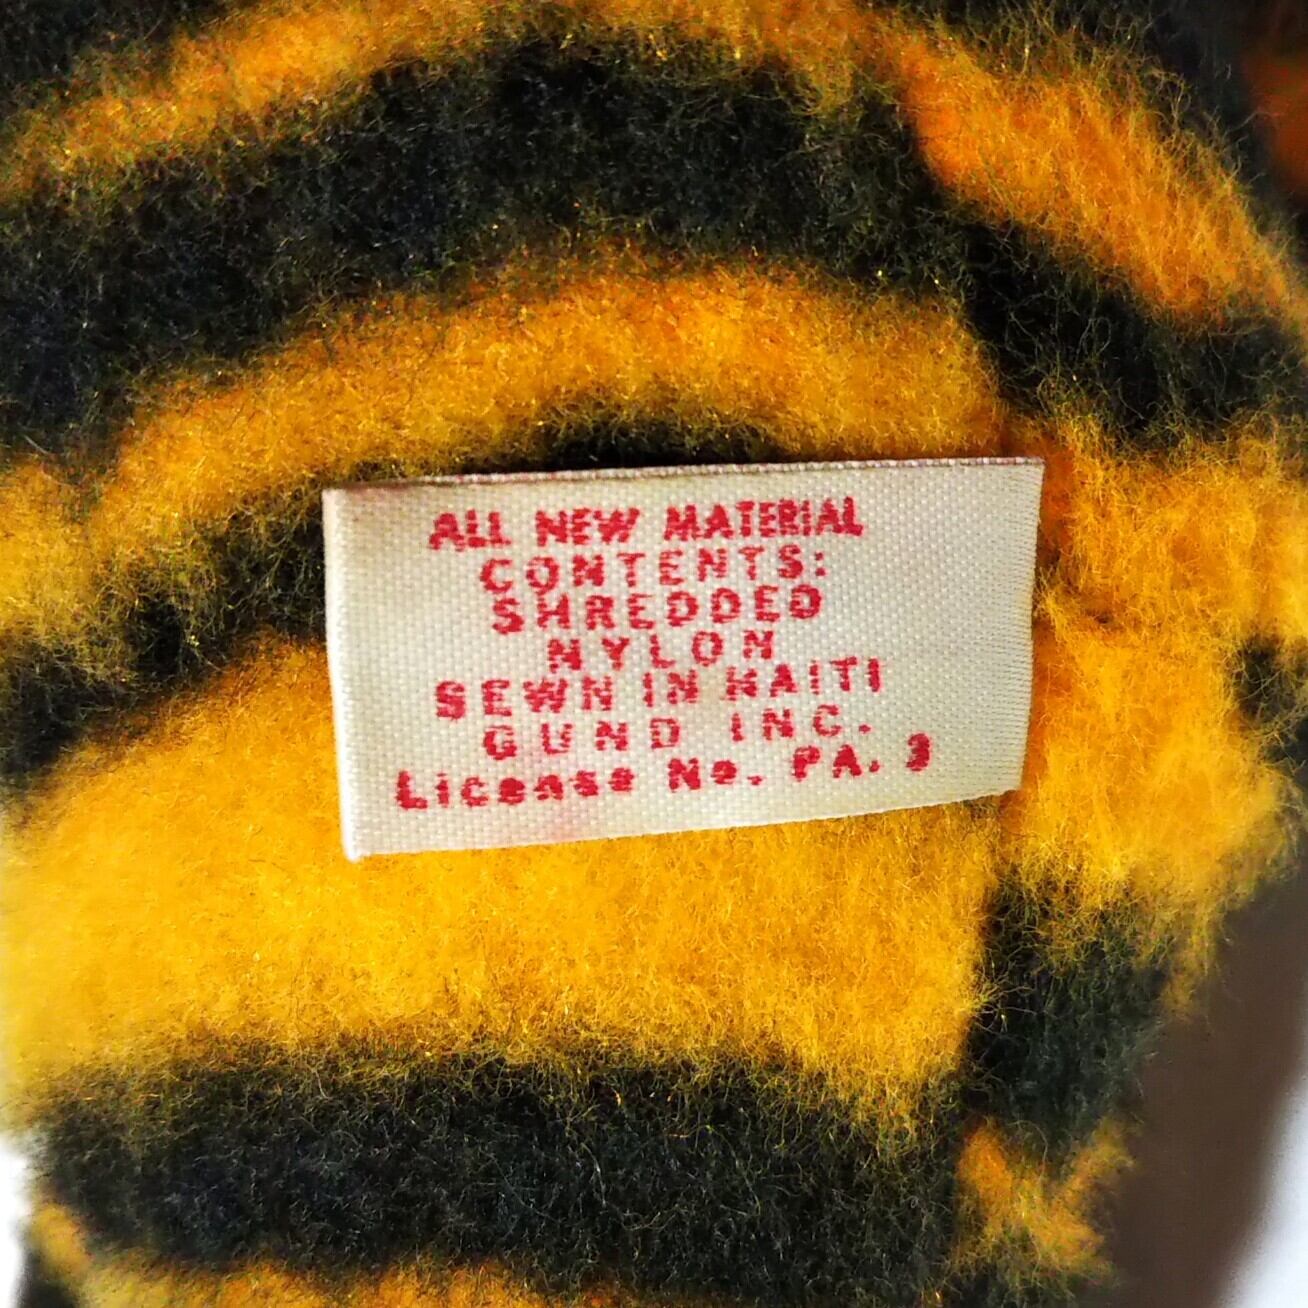 ALL NEW MATERIAL
CONTENTS:
SHREDDED
NYLON
SEWN IN HAITI
GUND INC.
License No. PA. 3